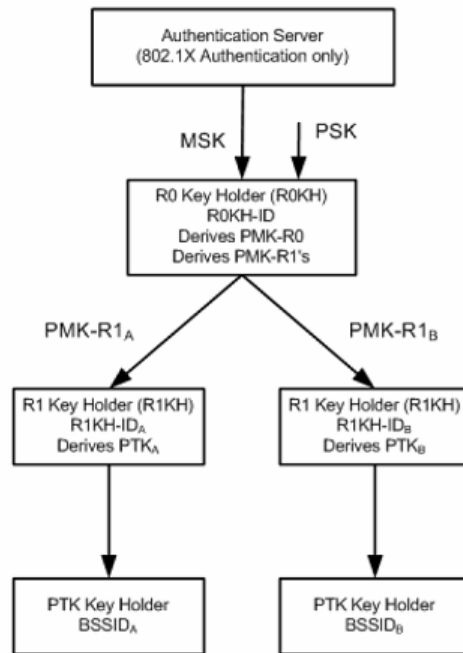 Authentication Server
(802.1X Authentication only)
MSK
PSK
R0 Key Holder (R0KH)
R0KH-ID
Derives PMK-R0
Derives PMK-R1's
PMK-R1A
PMK-R1B
R1 Key Holder (R1KH)
R1KH-IDA
Derives PTKA
R1 Key Holder (R1KH)
R1KH-IDB
Derives PTKB
PTK Key Holder
BSSIDA
PTK Key Holder
BSSIDB